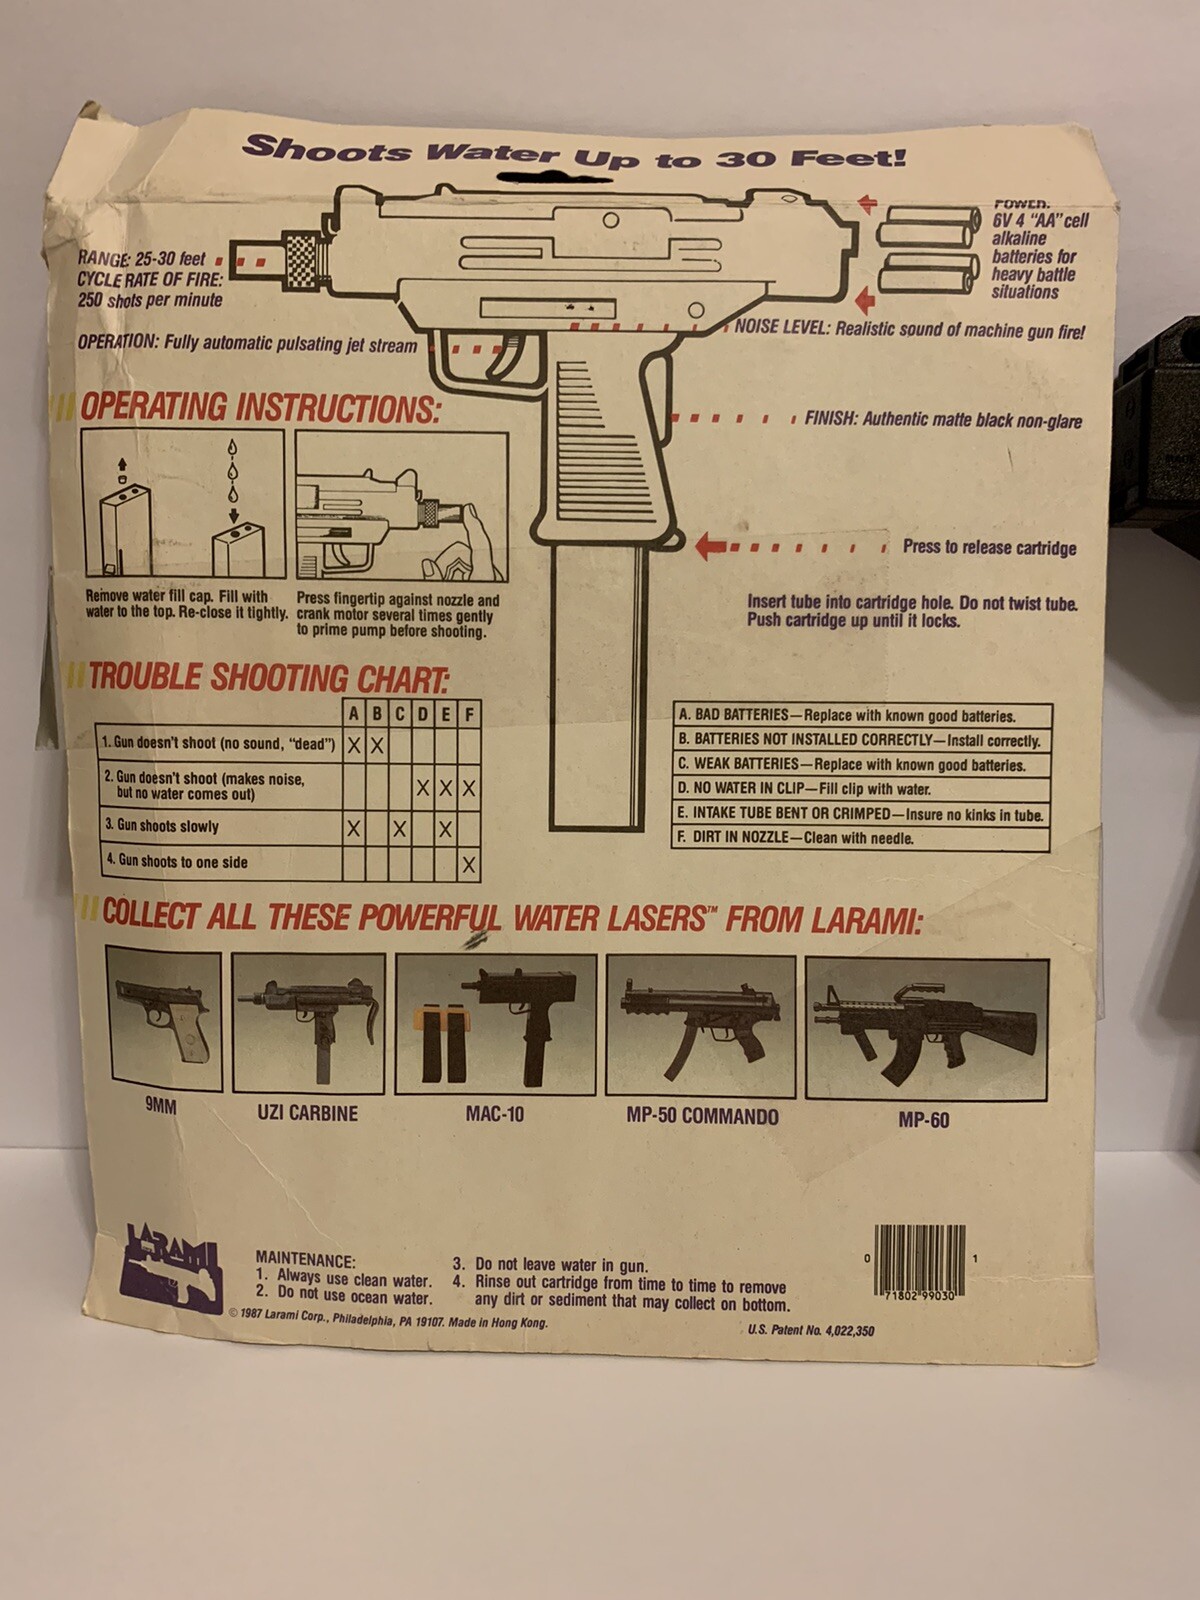 Shoots Water Up to 30 Feet!
RANGE: 25-30 feet
CYCLE RATE OF FIRE:
250 shots per minute
OPERATION: Fully automatic pulsating jet stream
POWER:
6V 4 “AA” cell
alkaline
batteries for
heavy battle
situations
NOISE LEVEL: Realistic sound of machine gun fire!
FINISH: Authentic matte black non-glare
Press to release cartridge
Insert tube into cartridge hole. Do not twist tube.
Push cartridge up until it locks.
OPERATING INSTRUCTIONS:
Remove water fill cap. Fill with
water to the top. Re-close it tightly.
Press fingertip against nozzle and
crank motor several times gently
to prime pump before shooting.
TROUBLE SHOOTING CHART:
A B C D E F
1. Gun doesn't shoot (no sound, “dead”) X X
2. Gun doesn't shoot (makes noise,
but no water comes out) X X X
3. Gun shoots slowly X X X
4. Gun shoots to one side X
A. BAD BATTERIES—Replace with known good batteries.
B. BATTERIES NOT INSTALLED CORRECTLY—Install correctly.
C. WEAK BATTERIES—Replace with known good batteries.
D. NO WATER IN CLIP—Fill clip with water.
E. INTAKE TUBE BENT OR CRIMPED—Insure no kinks in tube.
F. DIRT IN NOZZLE—Clean with needle.
COLLECT ALL THESE POWERFUL WATER LASERS™ FROM LARAMI:
9MM
UZI CARBINE
MAC-10
MP-50 COMMANDO
MP-60
LARAMI
MAINTENANCE:
1. Always use clean water.
2. Do not use ocean water.
3. Do not leave water in gun.
4. Rinse out cartridge from time to time to remove
any dirt or sediment that may collect on bottom.
© 1987 Larami Corp., Philadelphia, PA 19107. Made in Hong Kong.
0 71802 99030 1
U.S. Patent No. 4,022,350